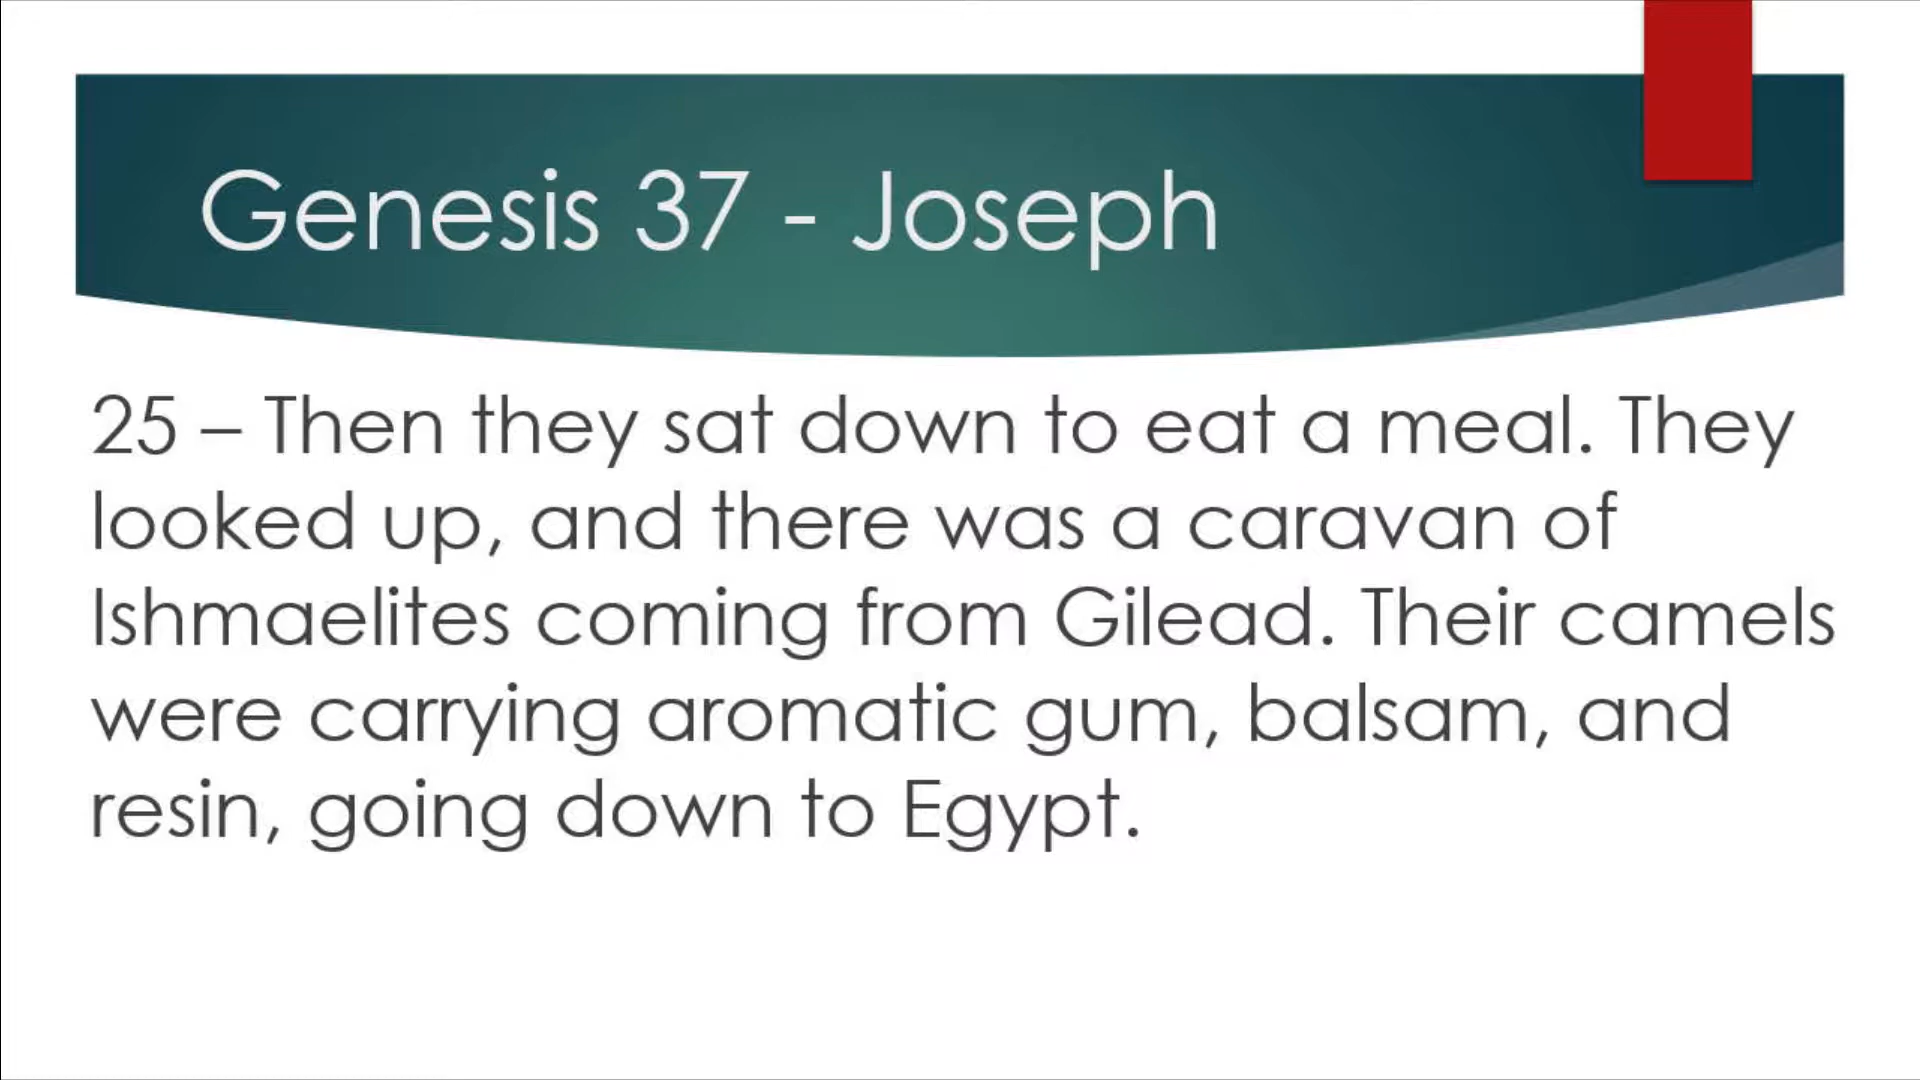 Genesis 37 - Joseph
25 – Then they sat down to eat a meal. They
looked up, and there was a caravan of
Ishmaelites coming from Gilead. Their camels
were carrying aromatic gum, balsam, and
resin, going down to Egypt.